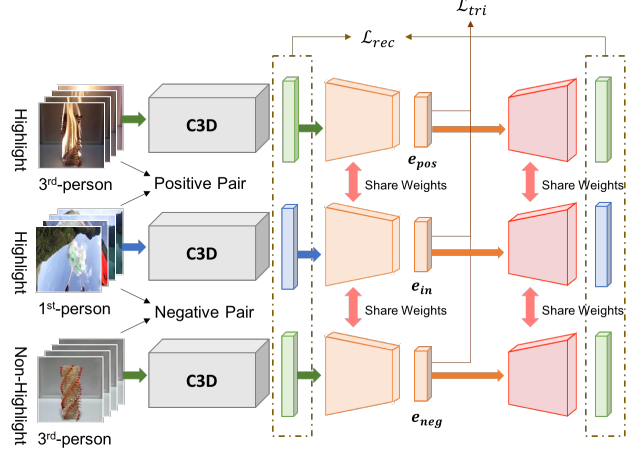 ℒ_tri
ℒ_rec
Highlight
C3D
3rd-person
e_pos
Positive Pair
Share Weights
Share Weights
Highlight
C3D
1st-person
e_in
Negative Pair
Share Weights
Share Weights
Non-Highlight
C3D
3rd-person
e_neg